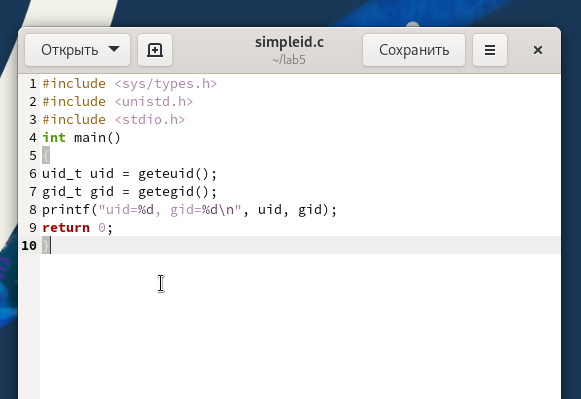 Открыть
simpleid.c
~/lab5
Сохранить
1 #include <sys/types.h>
2 #include <unistd.h>
3 #include <stdio.h>
4 int main()
5 {
6 uid_t uid = geteuid();
7 gid_t gid = getegid();
8 printf("uid=%d, gid=%d\n", uid, gid);
9 return 0;
10 }